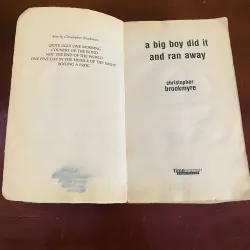 Also by Christopher Brookmyre
QUITE UGLY ONE MORNING
COUNTRY OF THE BLIND
NOT THE END OF THE WORLD
ONE FINE DAY IN THE MIDDLE OF THE NIGHT
BOILING A FROG
a big boy did it
and ran away
christopher
brookmyre